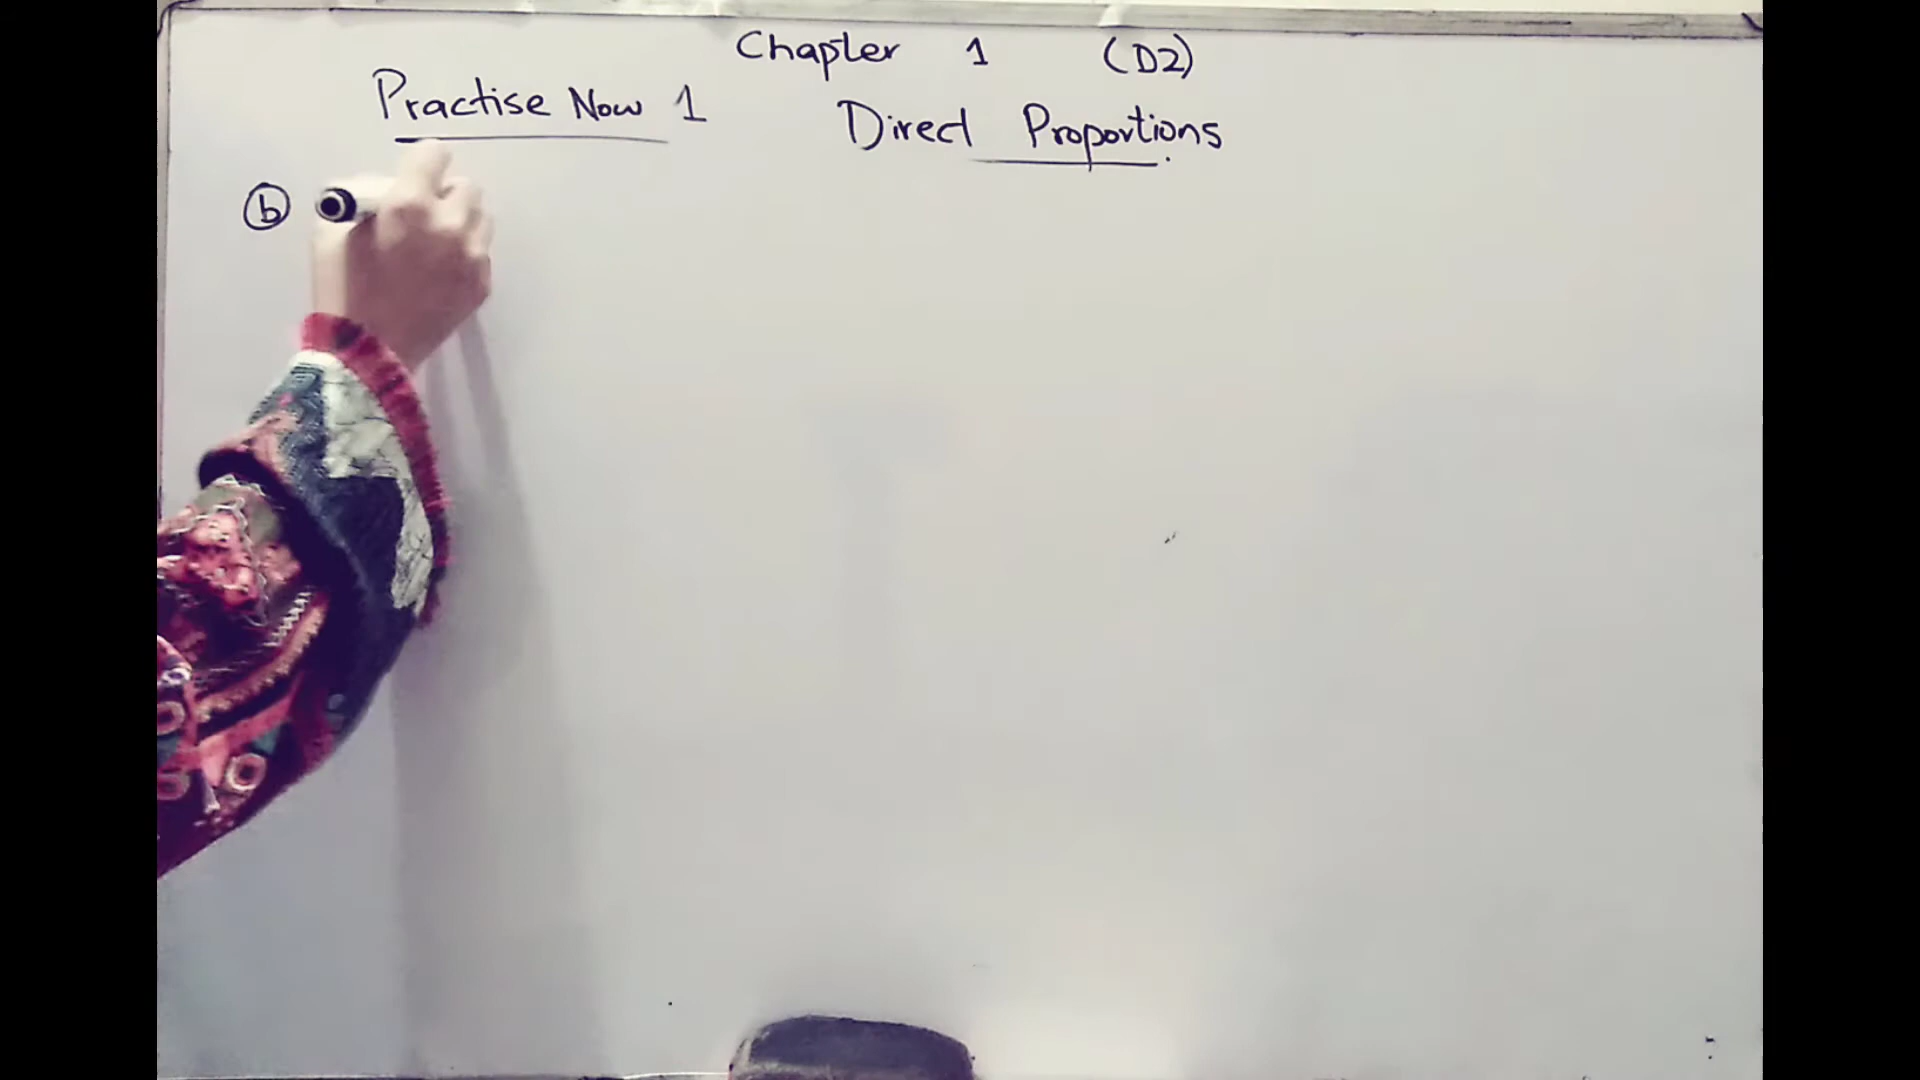 Chapter 1 (D2)
Practise Now 1
Direct Proportions
b